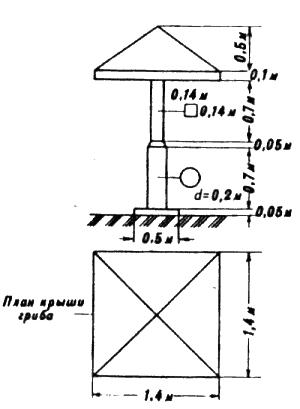 0,5м
0,1м
0,14м
0,14м
0,7м
0,05м
0,7м
d=0,2м
0,05м
0.5м
План крыши
гриба
1,4м
1.4м